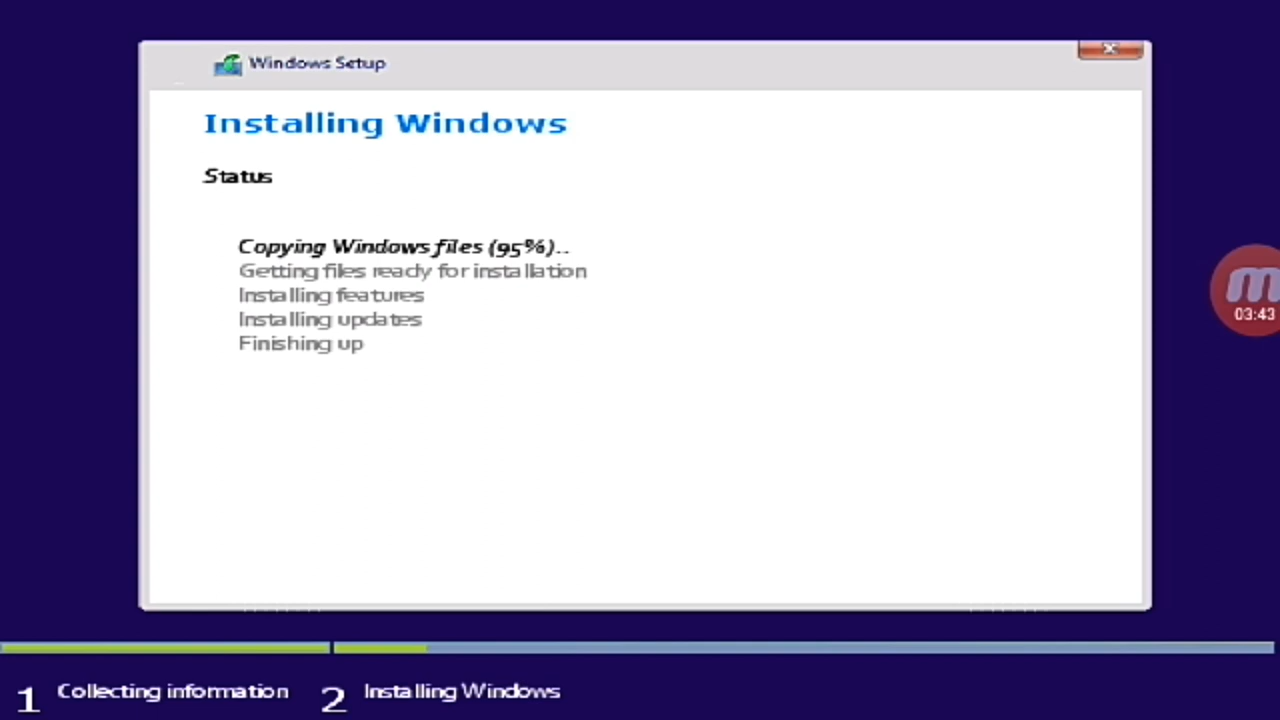 Windows Setup
Installing Windows
Status
Copying Windows files (95%)..
Getting files ready for installation
Installing features
Installing updates
Finishing up
03:43
1 Collecting information 2 Installing Windows